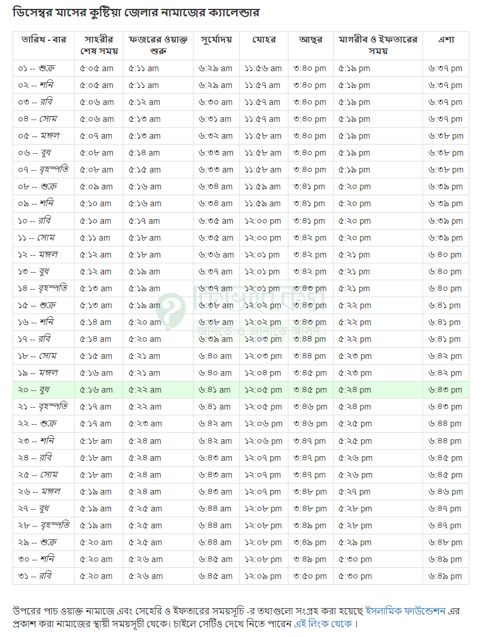 ডিসেম্বর মাসের কুষ্টিয়া জেলার নামাজের ক্যালেন্ডার
তারিখ - বার সাহরীর শেষ সময় ফজরের ওয়াক্ত শুরু সূর্যোদয় যোহর আছর মাগরীব ও ইফতারের সময় এশা
০১ -- শুক্র ৫:০৫ am ৫:১১ am ৬:২৯ am ১১:৫৬ am ৩:৪০ pm ৫:১৯ pm ৬:৩৭ pm
০২ -- শনি ৫:০৫ am ৫:১১ am ৬:২৯ am ১১:৫৭ am ৩:৪০ pm ৫:১৯ pm ৬:৩৭ pm
০৩ -- রবি ৫:০৬ am ৫:১২ am ৬:৩০ am ১১:৫৭ am ৩:৪০ pm ৫:১৯ pm ৬:৩৭ pm
০৪ -- সোম ৫:০৬ am ৫:১৩ am ৬:৩১ am ১১:৫৭ am ৩:৪০ pm ৫:১৯ pm ৬:৩৭ pm
০৫ -- মঙ্গল ৫:০৭ am ৫:১৩ am ৬:৩২ am ১১:৫৮ am ৩:৪০ pm ৫:১৯ pm ৬:৩৮ pm
০৬ -- বুধ ৫:০৮ am ৫:১৪ am ৬:৩৩ am ১১:৫৮ am ৩:৪০ pm ৫:১৯ pm ৬:৩৮ pm
০৭ -- বৃহস্পতি ৫:০৮ am ৫:১৫ am ৬:৩৩ am ১১:৫৮ am ৩:৪০ pm ৫:১৯ pm ৬:৩৮ pm
০৮ -- শুক্র ৫:০৯ am ৫:১৬ am ৬:৩৪ am ১১:৫৯ am ৩:৪১ pm ৫:২০ pm ৬:৩৯ pm
০৯ -- শনি ৫:১০ am ৫:১৬ am ৬:৩৪ am ১১:৫৯ am ৩:৪১ pm ৫:২০ pm ৬:৩৯ pm
১০ -- রবি ৫:১০ am ৫:১৭ am ৬:৩৫ am ১২:০০ pm ৩:৪১ pm ৫:২০ pm ৬:৩৯ pm
১১ -- সোম ৫:১১ am ৫:১৮ am ৬:৩৫ am ১২:০০ pm ৩:৪২ pm ৫:২০ pm ৬:৩৯ pm
১২ -- মঙ্গল ৫:১২ am ৫:১৮ am ৬:৩৬ am ১২:০১ pm ৩:৪২ pm ৫:২১ pm ৬:৪০ pm
১৩ -- বুধ ৫:১২ am ৫:১৯ am ৬:৩৭ am ১২:০১ pm ৩:৪২ pm ৫:২১ pm ৬:৪০ pm
১৪ -- বৃহস্পতি ৫:১৩ am ৫:১৯ am ৬:৩৭ am ১২:০১ pm ৩:৪৩ pm ৫:২১ pm ৬:৪০ pm
১৫ -- শুক্র ৫:১৩ am ৫:১৯ am ৬:৩৮ am ১২:০২ pm ৩:৪৩ pm ৫:২২ pm ৬:৪১ pm
১৬ -- শনি ৫:১৪ am ৫:২০ am ৬:৩৮ am ১২:০২ pm ৩:৪৩ pm ৫:২২ pm ৬:৪১ pm
১৭ -- রবি ৫:১৪ am ৫:২০ am ৬:৩৯ am ১২:০৩ pm ৩:৪৪ pm ৫:২২ pm ৬:৪১ pm
১৮ -- সোম ৫:১৫ am ৫:২১ am ৬:৪০ am ১২:০৩ pm ৩:৪৪ pm ৫:২৩ pm ৬:৪২ pm
১৯ -- মঙ্গল ৫:১৬ am ৫:২১ am ৬:৪০ am ১২:০৪ pm ৩:৪৫ pm ৫:২৩ pm ৬:৪২ pm
২০ -- বুধ ৫:১৬ am ৫:২২ am ৬:৪১ am ১২:০৫ pm ৩:৪৫ pm ৫:২৪ pm ৬:৪৩ pm
২১ -- বৃহস্পতি ৫:১৭ am ৫:২২ am ৬:৪১ am ১২:০৫ pm ৩:৪৬ pm ৫:২৪ pm ৬:৪৩ pm
২২ -- শুক্র ৫:১৭ am ৫:২৩ am ৬:৪২ am ১২:০৬ pm ৩:৪৬ pm ৫:২৫ pm ৬:৪৪ pm
২৩ -- শনি ৫:১৮ am ৫:২৪ am ৬:৪২ am ১২:০৬ pm ৩:৪৭ pm ৫:২৫ pm ৬:৪৪ pm
২৪ -- রবি ৫:১৮ am ৫:২৪ am ৬:৪৩ am ১২:০৭ pm ৩:৪৭ pm ৫:২৬ pm ৬:৪৫ pm
২৫ -- সোম ৫:১৮ am ৫:২৪ am ৬:৪৩ am ১২:০৭ pm ৩:৪৭ pm ৫:২৬ pm ৬:৪৫ pm
২৬ -- মঙ্গল ৫:১৯ am ৫:২৪ am ৬:৪৩ am ১২:০৭ pm ৩:৪৮ pm ৫:২৭ pm ৬:৪৬ pm
২৭ -- বুধ ৫:১৯ am ৫:২৫ am ৬:৪৪ am ১২:০৮ pm ৩:৪৮ pm ৫:২৮ pm ৬:৪৭ pm
২৮ -- বৃহস্পতি ৫:১৯ am ৫:২৫ am ৬:৪৪ am ১২:০৮ pm ৩:৪৯ pm ৫:২৮ pm ৬:৪৭ pm
২৯ -- শুক্র ৫:২০ am ৫:২৫ am ৬:৪৪ am ১২:০৮ pm ৩:৪৯ pm ৫:২৯ pm ৬:৪৮ pm
৩০ -- শনি ৫:২০ am ৫:২৬ am ৬:৪৫ am ১২:০৮ pm ৩:৪৯ pm ৫:৩০ pm ৬:৪৯ pm
৩১ -- রবি ৫:২০ am ৫:২৬ am ৬:৪৫ am ১২:০৯ pm ৩:৫০ pm ৫:৩০ pm ৬:৪৯ pm
উপরের পাচ ওয়াক্ত নামাজে এবং সেহেরি ও ইফতারের সময়সূচি -র তথ্যগুলো সংগ্রহ করা হয়েছে ইসলামিক ফাউন্ডেশন এর
প্রকাশ করা নামাজের স্থায়ী সময়সূচী থেকে। চাইলে সেটিও দেখে নিতে পারেন এই লিংক থেকে ।